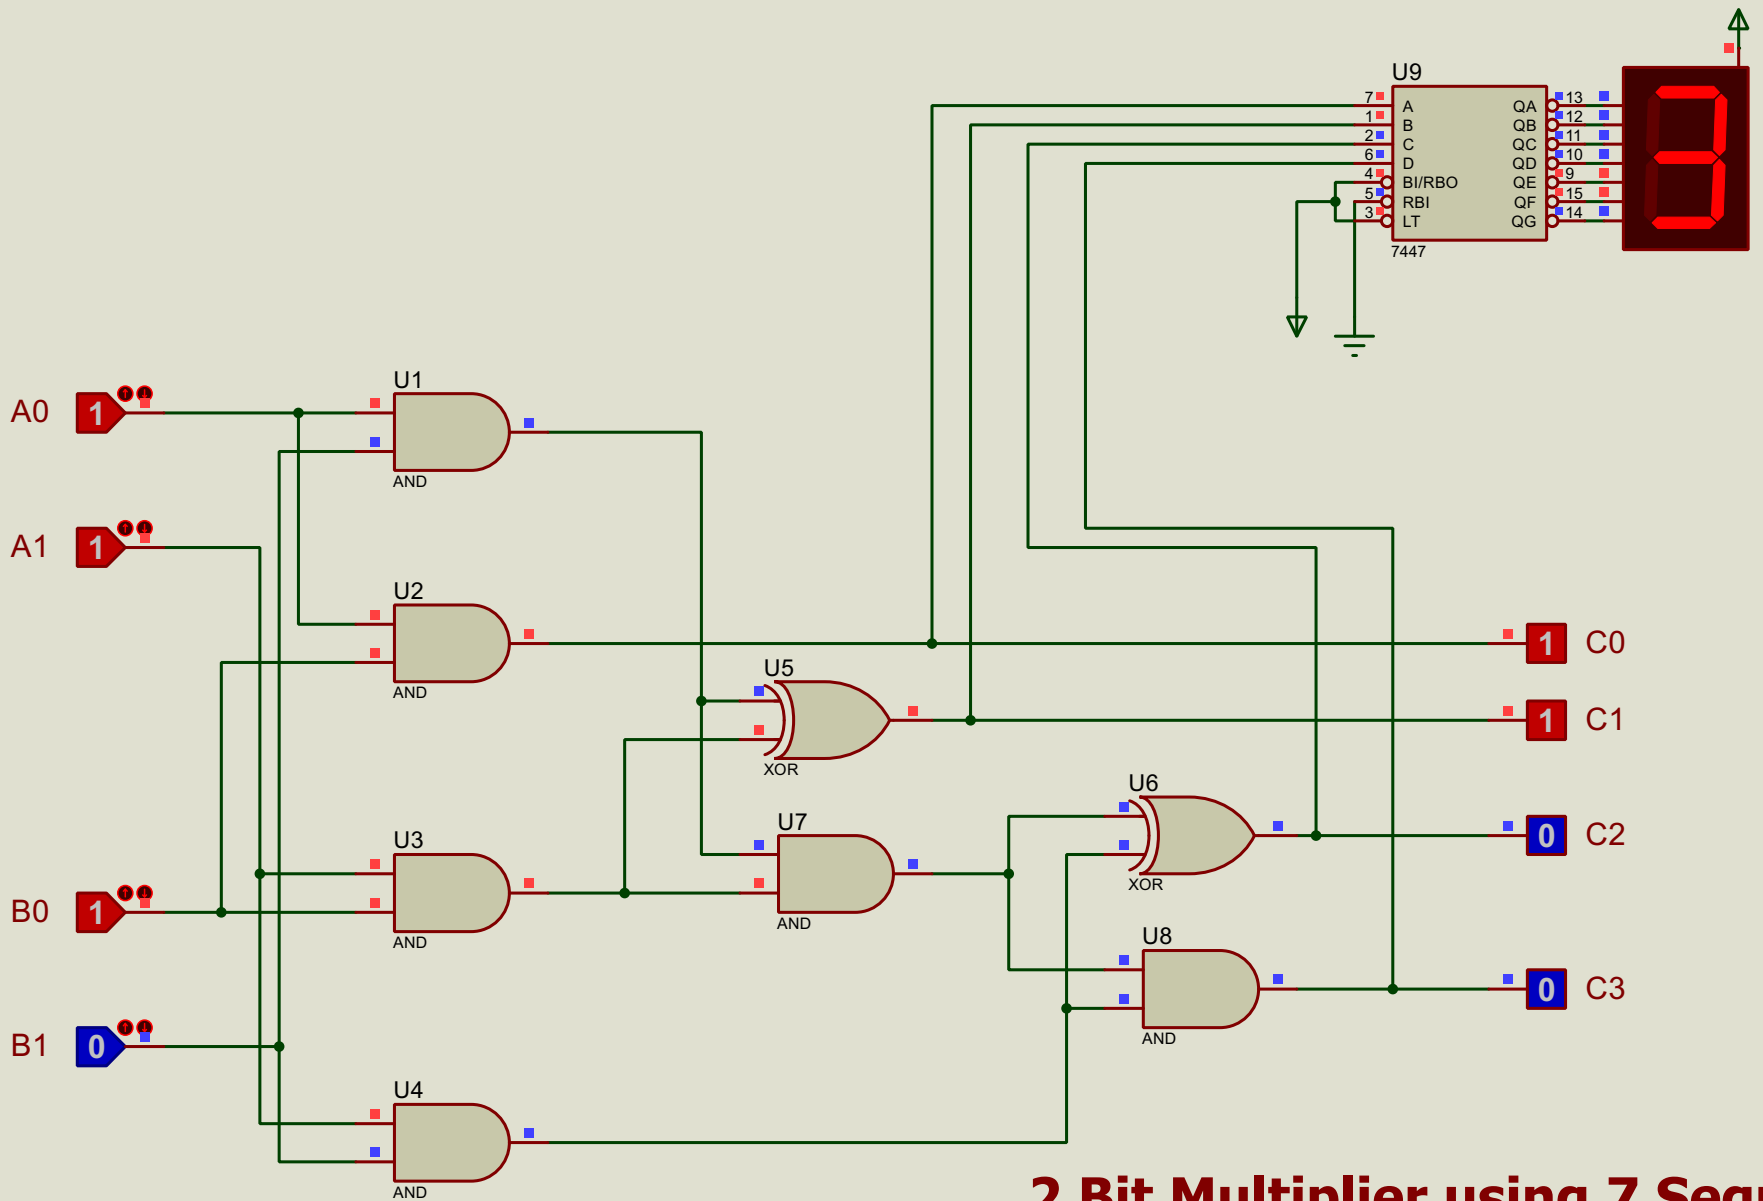 U9
7 A QA 13
1 B QB 12
2 C QC 11
6 D QD 10
4 BI/RBO QE 9
5 RBI QF 15
3 LT QG 14
7447
3
A0 1
U1
AND
A1 1
U2
AND
C0 1
U5
XOR
C1 1
B0 1
U3
AND
U7
AND
U6
XOR
C2 0
U8
AND
C3 0
B1 0
U4
AND
2 Bit Multiplier using 7 Seg